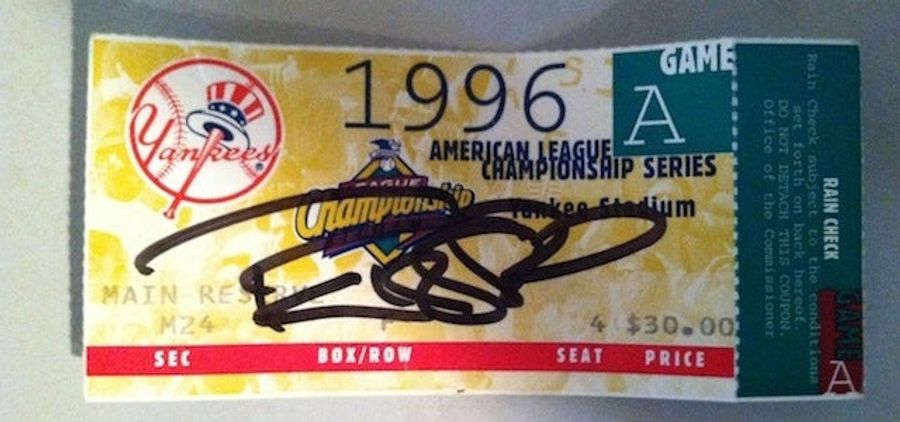 Yankees
1996
GAME
A
AMERICAN LEAGUE
CHAMPIONSHIP SERIES
LEAGUE
Championship
Yankee Stadium
MAIN RESERVE
M24 4 $30.00
SEC BOX/ROW SEAT PRICE
RAIN CHECK
Rain Check subject to the conditions
set forth on back hereof.
DO NOT DETACH THIS COUPON.
Office of the Commissioner
GAME
A